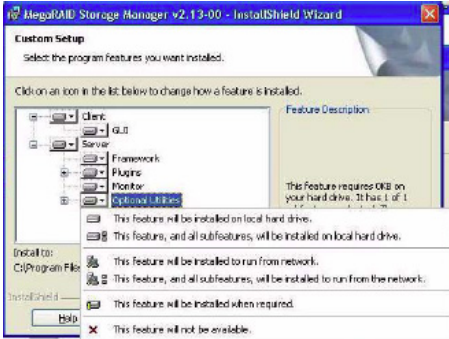 MegaRAID Storage Manager v2.13-00 - InstallShield Wizard
Custom Setup
Select the program features you want installed.
Click on an icon in the list below to change how a feature is installed.
Client
GUI
Server
Framework
Plugins
Monitor
Optional Utilities
Feature Description
This feature requires 0KB on
your hard drive. It has 1 of 1
This feature will be installed on local hard drive.
This feature, and all subfeatures, will be installed on local hard drive.
This feature will be installed to run from network.
This feature, and all subfeatures, will be installed to run from the network.
This feature will be installed when required.
This feature will not be available.
Install to:
C:\Program File
InstallShield
Help